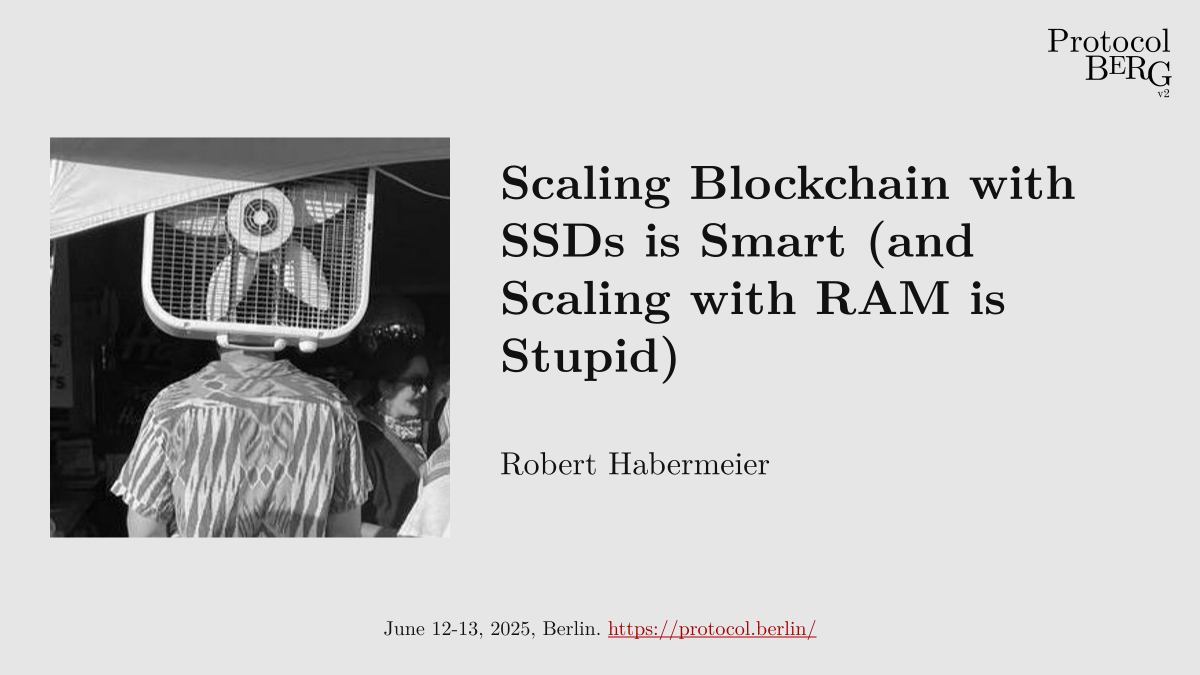 Protocol
BERG
v2
Scaling Blockchain with
SSDs is Smart (and
Scaling with RAM is
Stupid)
Robert Habermeier
June 12-13, 2025, Berlin. https://protocol.berlin/